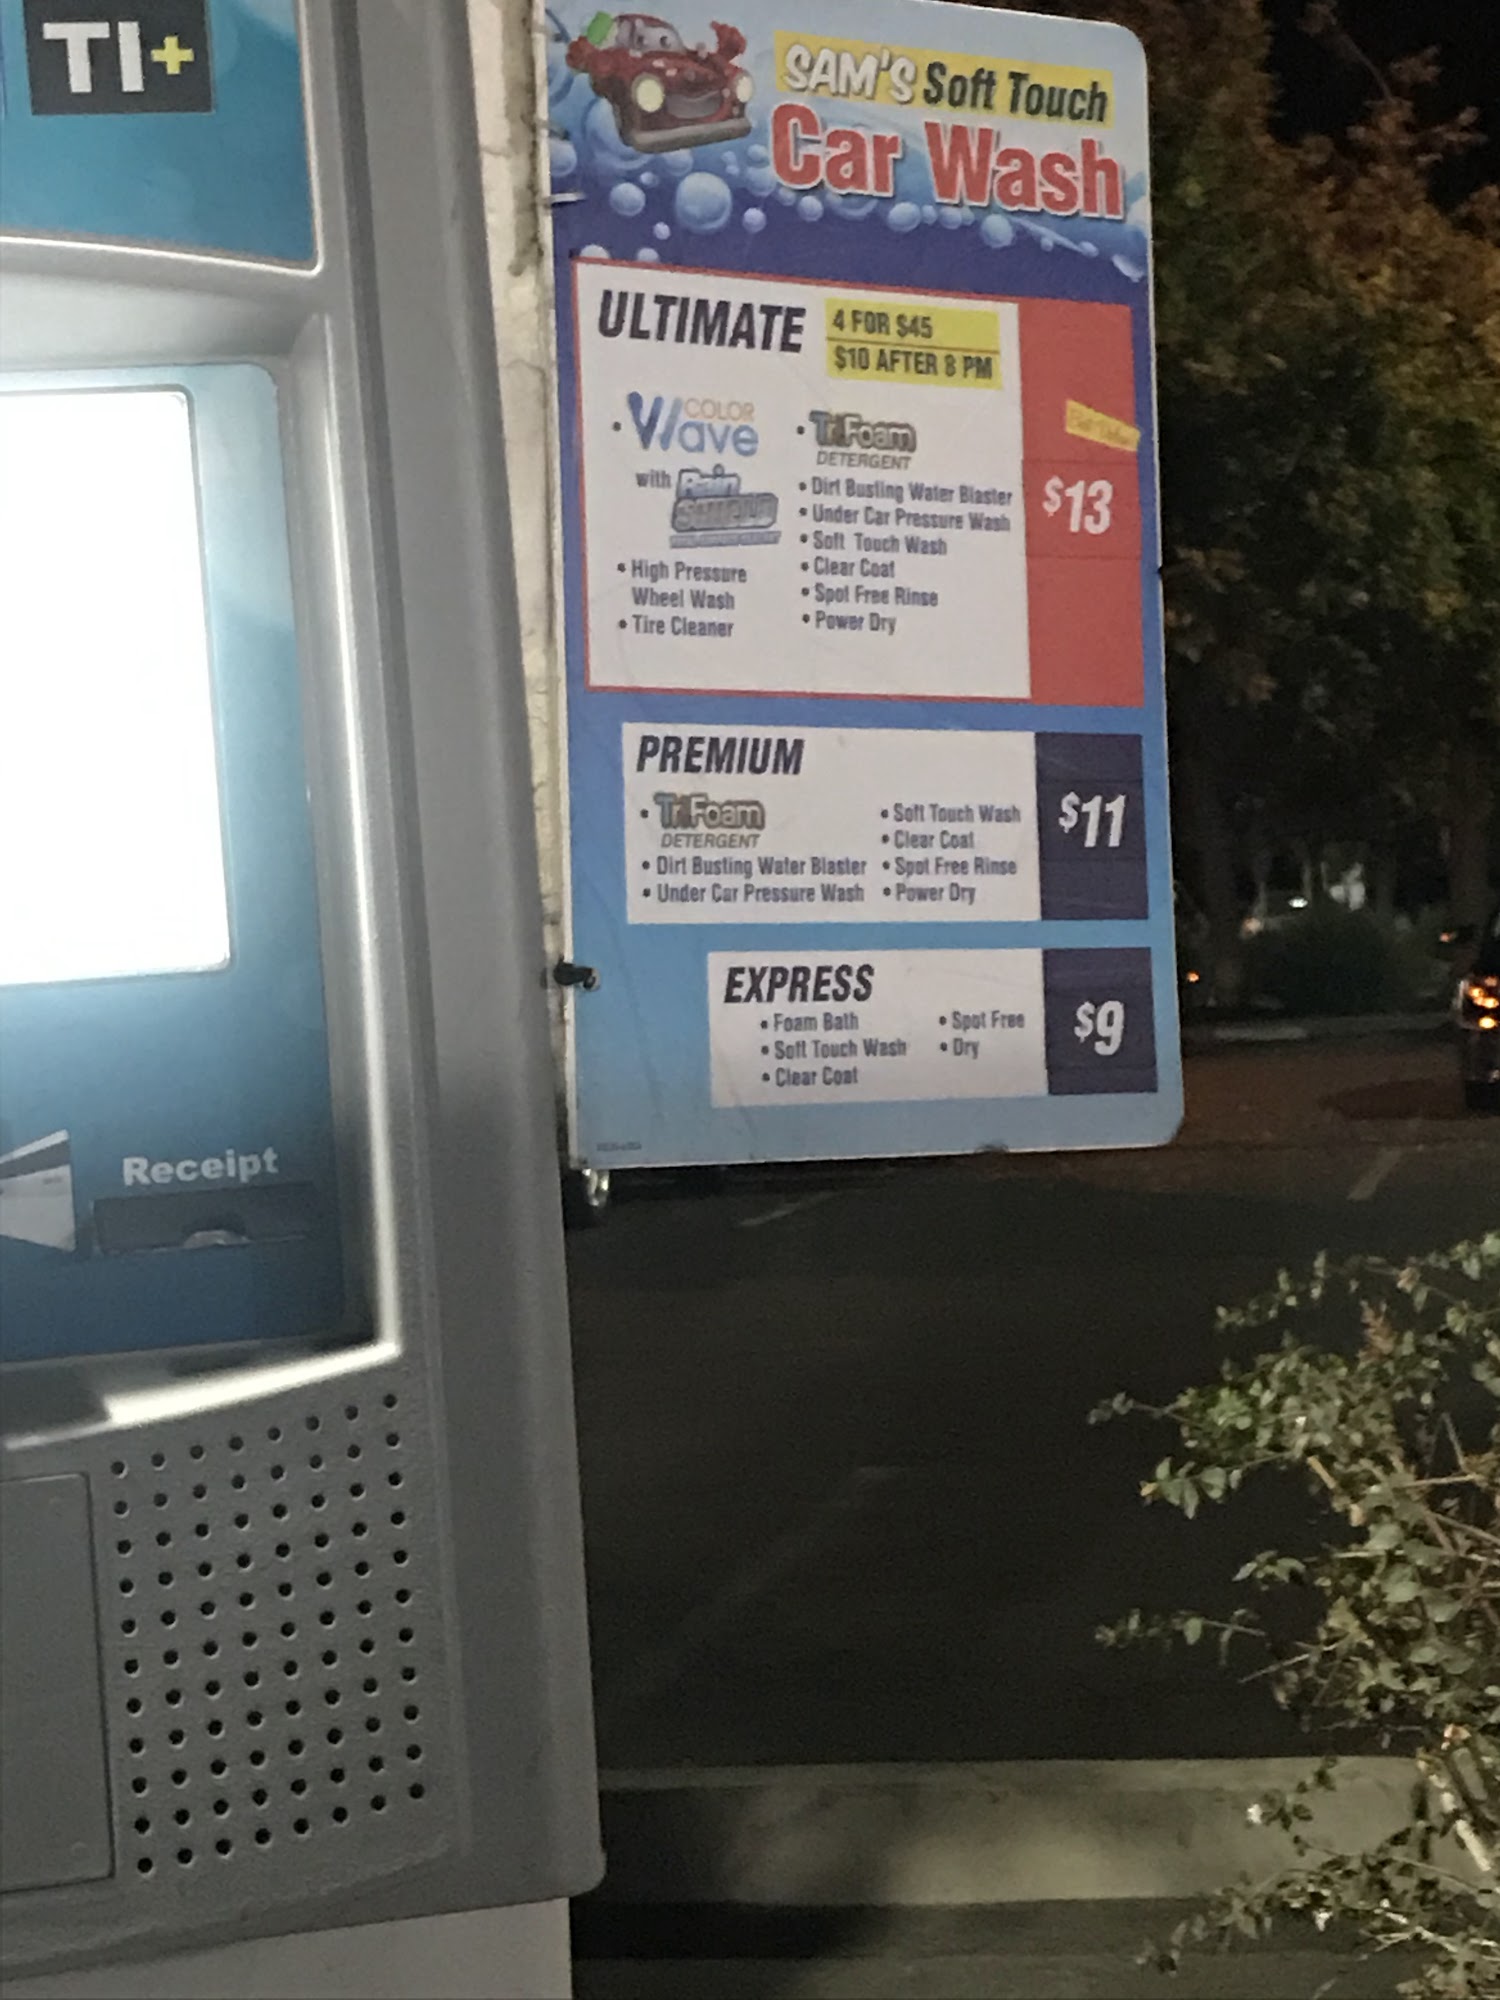 TI+
Receipt
SAM'S Soft Touch
Car Wash
ULTIMATE
4 FOR $45
$10 AFTER 8 PM
• COLOR
Wave
with Rain
SHIELD
• High Pressure
Wheel Wash
• Tire Cleaner
• TriFoam
DETERGENT
• Dirt Busting Water Blaster
• Under Car Pressure Wash
• Soft Touch Wash
• Clear Coat
• Spot Free Rinse
• Power Dry
$13
PREMIUM
• TriFoam
DETERGENT
• Dirt Busting Water Blaster
• Under Car Pressure Wash
• Soft Touch Wash
• Clear Coat
• Spot Free Rinse
• Power Dry
$11
EXPRESS
• Foam Bath
• Soft Touch Wash
• Clear Coat
• Spot Free
• Dry
$9